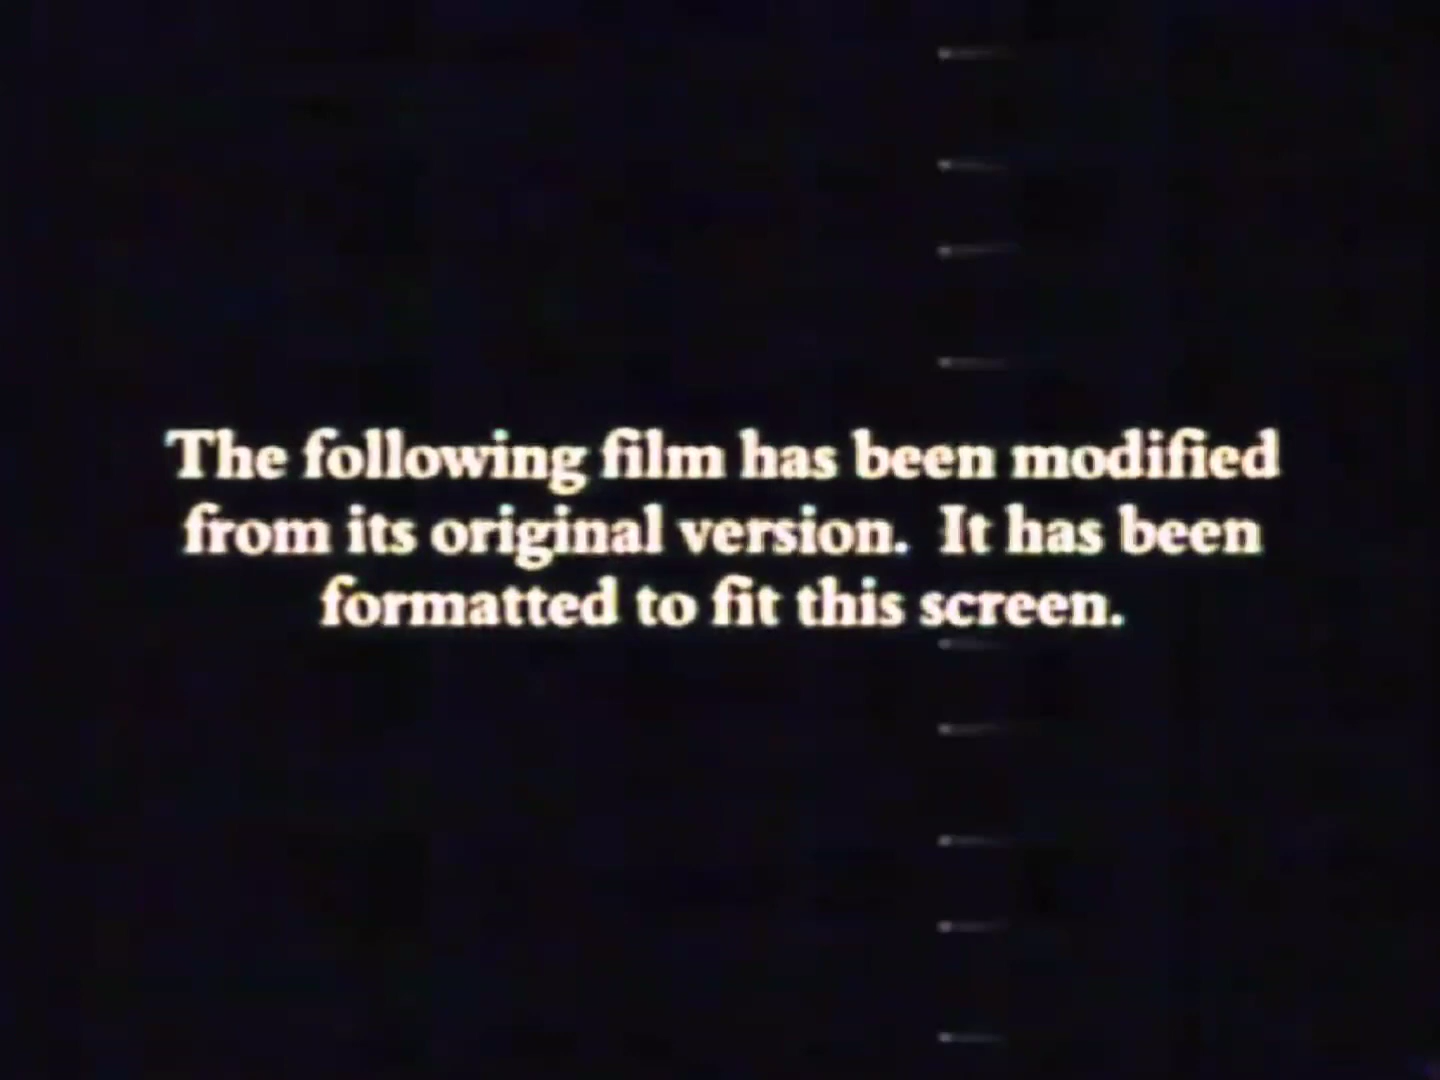 The following film has been modified
from its original version.  It has been
formatted to fit this screen.